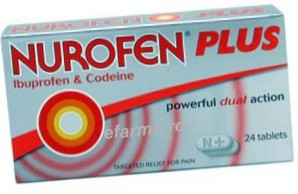 NUROFEN® PLUS
Ibuprofen & Codeine
powerful dual action
N+
24 tablets
TARGETED RELIEF FOR PAIN